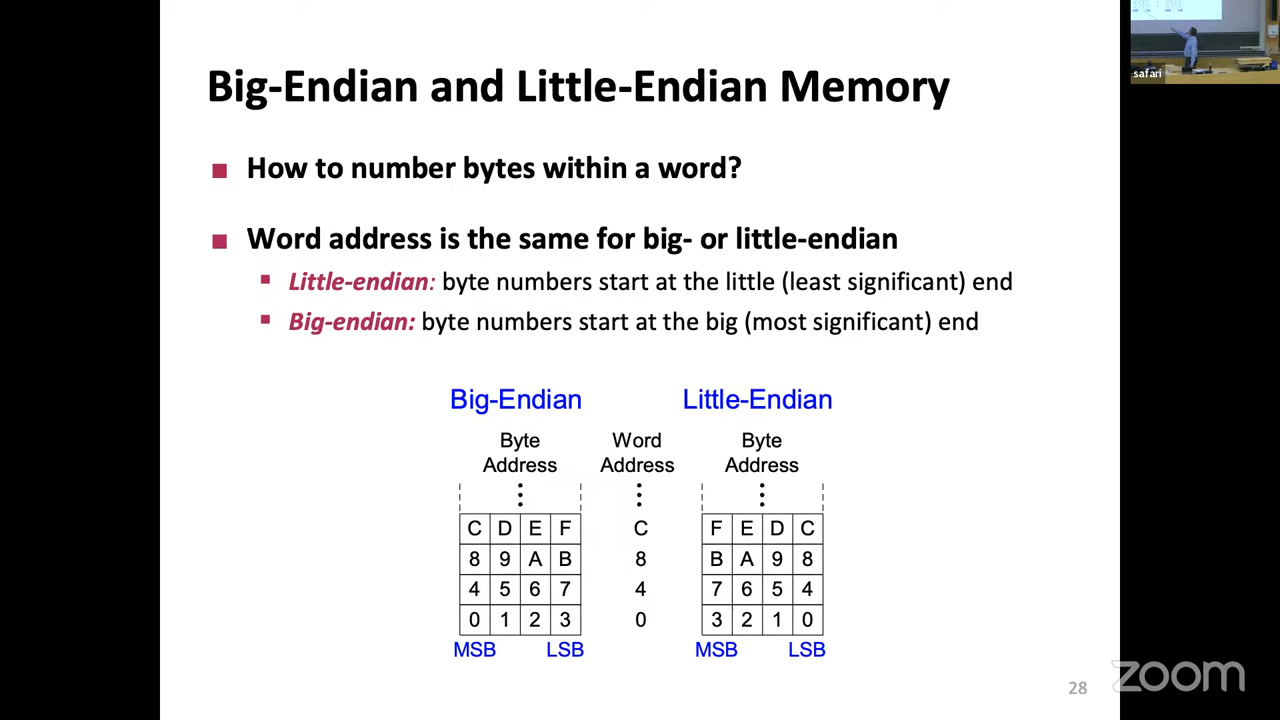 Big-Endian and Little-Endian Memory
How to number bytes within a word?
Word address is the same for big- or little-endian
Little-endian: byte numbers start at the little (least significant) end
Big-endian: byte numbers start at the big (most significant) end
Big-Endian
Little-Endian
Byte Address
Word Address
Byte Address
C D E F C F E D C
8 9 A B 8 B A 9 8
4 5 6 7 4 7 6 5 4
0 1 2 3 0 3 2 1 0
MSB LSB MSB LSB
28
zoom
safari